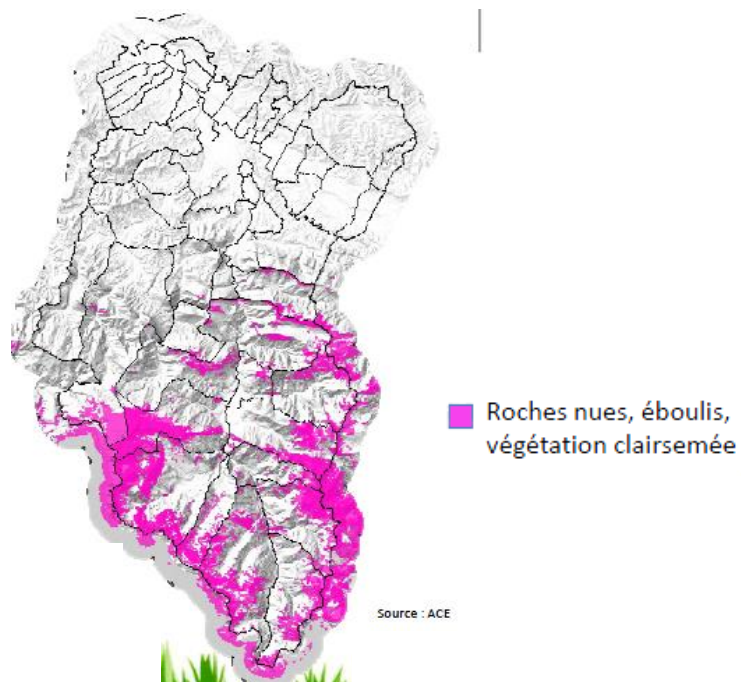 Roches nues, éboulis,
végétation clairsemée
Source : ACE